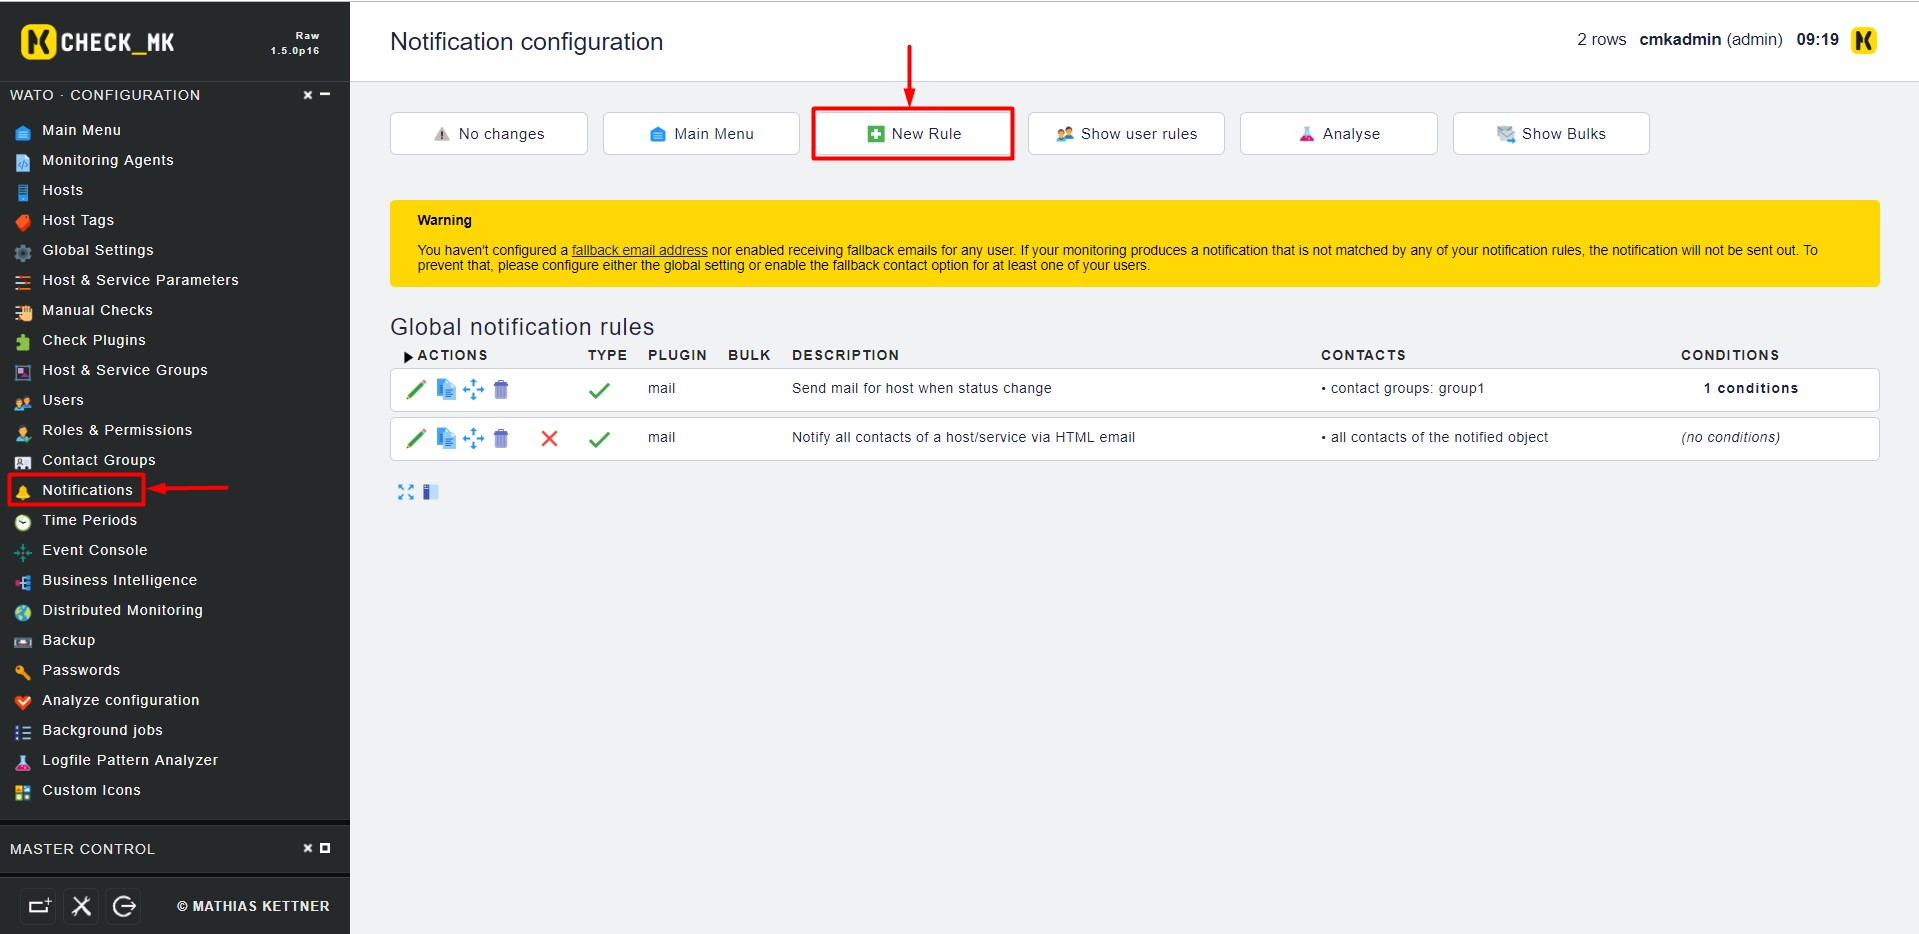 CHECK_MK
Raw
1.5.0p16
WATO · CONFIGURATION
Main Menu
Monitoring Agents
Hosts
Host Tags
Global Settings
Host & Service Parameters
Manual Checks
Check Plugins
Host & Service Groups
Users
Roles & Permissions
Contact Groups
Notifications
Time Periods
Event Console
Business Intelligence
Distributed Monitoring
Backup
Passwords
Analyze configuration
Background jobs
Logfile Pattern Analyzer
Custom Icons
MASTER CONTROL
© MATHIAS KETTNER
Notification configuration
2 rows cmkadmin (admin) 09:19
No changes
Main Menu
New Rule
Show user rules
Analyse
Show Bulks
Warning
You haven't configured a fallback email address nor enabled receiving fallback emails for any user. If your monitoring produces a notification that is not matched by any of your notification rules, the notification will not be sent out. To
prevent that, please configure either the global setting or enable the fallback contact option for at least one of your users.
Global notification rules
ACTIONS TYPE PLUGIN BULK DESCRIPTION CONTACTS CONDITIONS
mail Send mail for host when status change • contact groups: group1 1 conditions
mail Notify all contacts of a host/service via HTML email • all contacts of the notified object (no conditions)